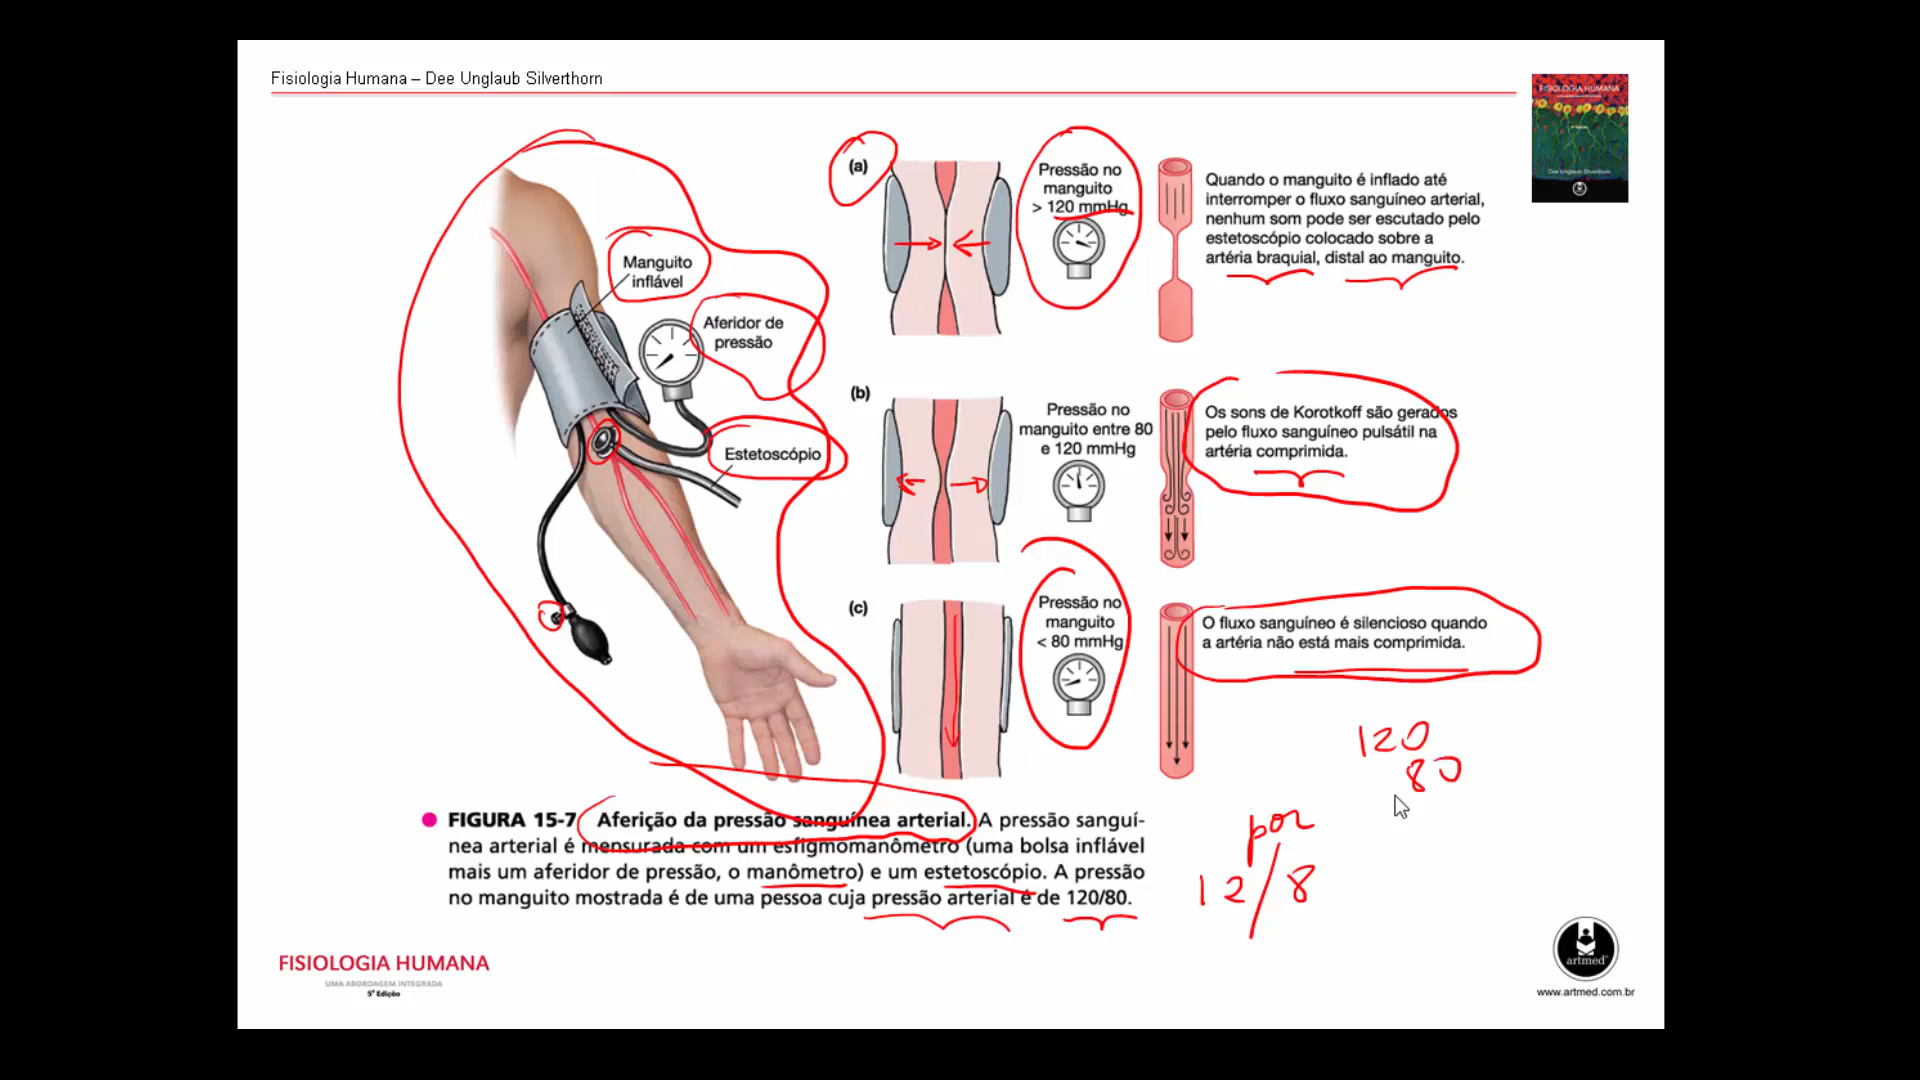 Fisiologia Humana – Dee Unglaub Silverthorn
FISIOLOGIA HUMANA
Dee Unglaub Silverthorn
Manguito
inflável
Aferidor de
pressão
Estetoscópio
(a)
Pressão no
manguito
> 120 mmHg
Quando o manguito é inflado até
interromper o fluxo sanguíneo arterial,
nenhum som pode ser escutado pelo
estetoscópio colocado sobre a
artéria braquial, distal ao manguito.
(b)
Pressão no
manguito entre 80
e 120 mmHg
Os sons de Korotkoff são gerados
pelo fluxo sanguíneo pulsátil na
artéria comprimida.
(c)
Pressão no
manguito
< 80 mmHg
O fluxo sanguíneo é silencioso quando
a artéria não está mais comprimida.
120
80
por
12/8
FIGURA 15-7 Aferição da pressão sanguínea arterial. A pressão sanguí-
nea arterial é mensurada com um esfigmomanômetro (uma bolsa inflável
mais um aferidor de pressão, o manômetro) e um estetoscópio. A pressão
no manguito mostrada é de uma pessoa cuja pressão arterial é de 120/80.
FISIOLOGIA HUMANA
UMA ABORDAGEM INTEGRADA
5ª Edição
artmed
www.artmed.com.br